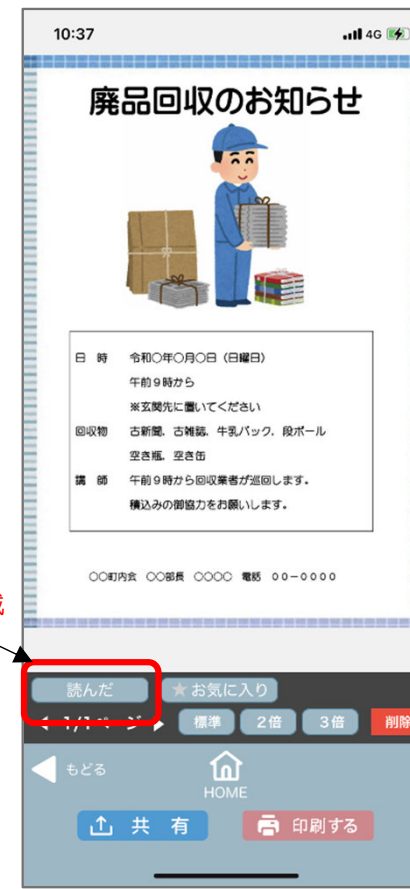 10:37
4G
廃品回収のお知らせ
日 時 令和○年○月○日（日曜日）
午前9時から
※玄関先に置いてください
回収物 古新聞、古雑誌、牛乳パック、段ボール
空き瓶、空き缶
講 師 午前9時から回収業者が巡回します。
積込みの御協力をお願いします。
○○町内会 ○○部長 ○○○○ 電話 00-0000
読んだ ★お気に入り
1/1ページ 標準 2倍 3倍 削除
もどる HOME
共 有 印刷する